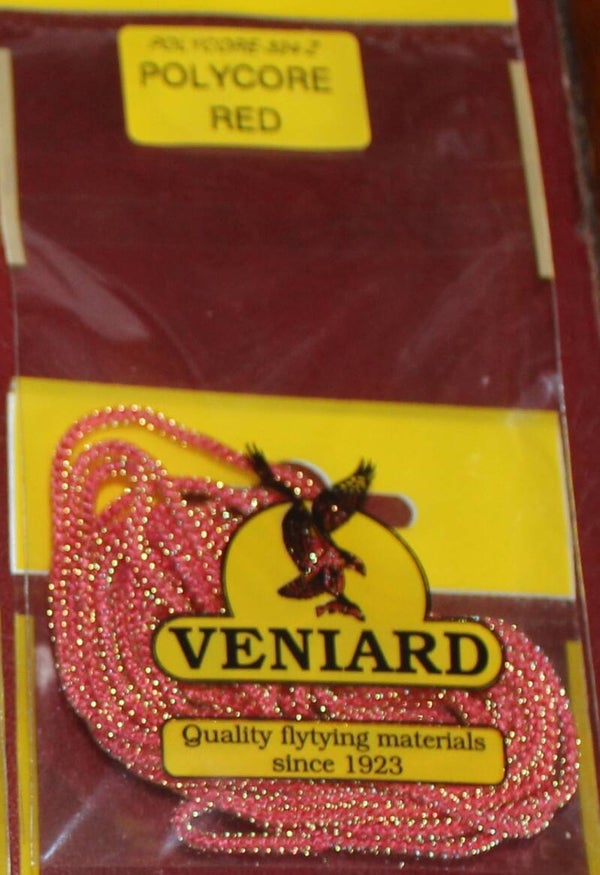 POLYCORE
RED
VENIARD
Quality flytying materials
since 1923